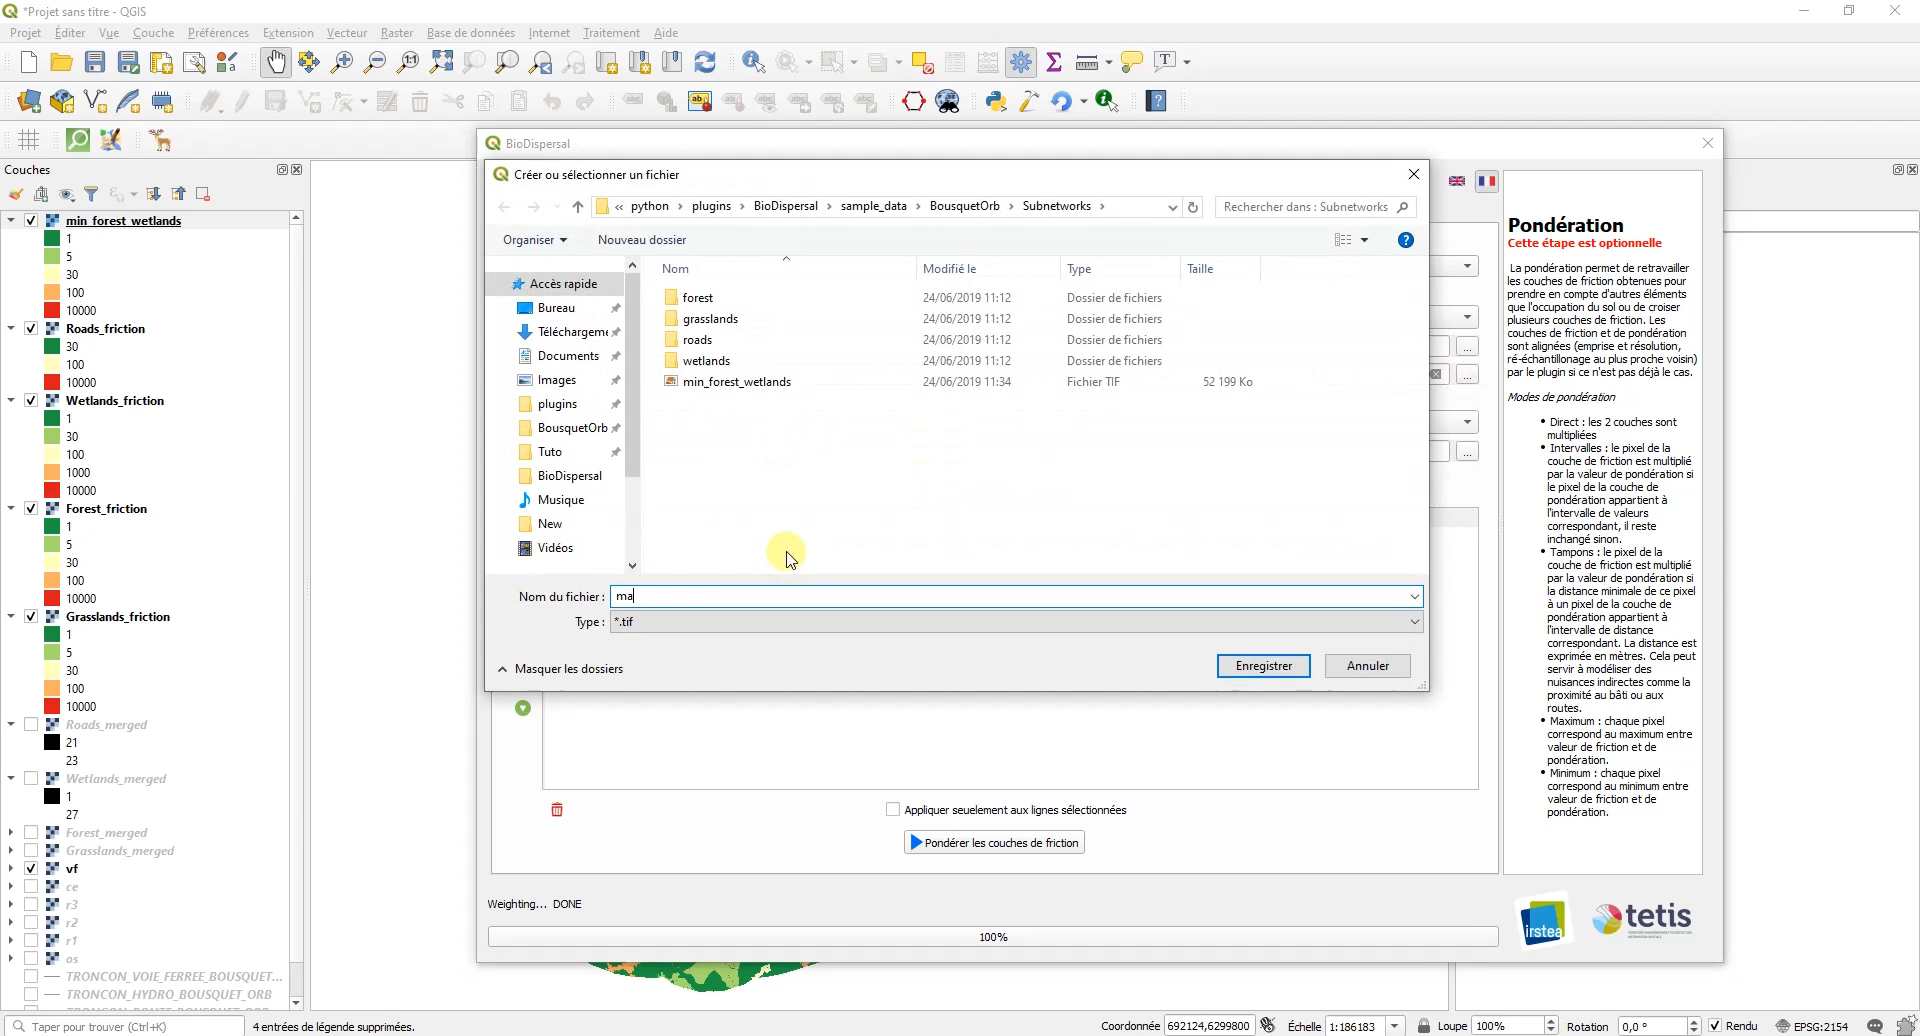 *Projet sans titre - QGIS
Projet Éditer Vue Couche Préférences Extension Vecteur Raster Base de données Internet Traitement Aide
Couches
min forest wetlands
1
5
30
100
10000
Roads_friction
30
100
10000
Wetlands_friction
1
30
100
1000
10000
Forest_friction
1
5
30
100
10000
Grasslands_friction
1
5
30
100
10000
Roads_merged
21
23
Wetlands_merged
1
27
Forest_merged
Grasslands_merged
vf
ce
r3
r2
r1
os
TRONCON_VOIE_FERREE_BOUSQUET...
TRONCON_HYDRO_BOUSQUET_ORB
BioDispersal
Créer ou sélectionner un fichier
« python › plugins › BioDispersal › sample_data › BousquetOrb › Subnetworks ›
Rechercher dans : Subnetworks
Organiser Nouveau dossier
Accès rapide
Bureau
Téléchargeme
Documents
Images
plugins
BousquetOrb
Tuto
BioDispersal
Musique
New
Vidéos
Nom Modifié le Type Taille
forest 24/06/2019 11:12 Dossier de fichiers
grasslands 24/06/2019 11:12 Dossier de fichiers
roads 24/06/2019 11:12 Dossier de fichiers
wetlands 24/06/2019 11:12 Dossier de fichiers
min_forest_wetlands 24/06/2019 11:34 Fichier TIF 52 199 Ko
Nom du fichier : ma
Type : *.tif
Masquer les dossiers
Enregistrer Annuler
Appliquer seuelement aux lignes sélectionnées
Pondérer les couches de friction
Weighting... DONE
100%
Pondération
Cette étape est optionnelle
La pondération permet de retravailler
les couches de friction obtenues pour
prendre en compte d'autres éléments
que l'occupation du sol ou de croiser
plusieurs couches de friction. Les
couches de friction et de pondération
sont alignées (emprise et résolution,
ré-échantillonage au plus proche voisin)
par le plugin si ce n'est pas déjà le cas.
Modes de pondération
• Direct : les 2 couches sont
multipliées
• Intervalles : le pixel de la
couche de friction est multiplié
par la valeur de pondération si
le pixel de la couche de
pondération appartient à
l'intervalle de valeurs
correspondant, il reste
inchangé sinon.
• Tampons : le pixel de la
couche de friction est multiplié
par la valeur de pondération si
la distance minimale de ce pixel
à un pixel de la couche de
pondération appartient à
l'intervalle de distance
correspondant. La distance est
exprimée en mètres. Cela peut
servir à modéliser des
nuisances indirectes comme la
proximité au bâti ou aux
routes.
• Maximum : chaque pixel
correspond au maximum entre
valeur de friction et de
pondération.
• Minimum : chaque pixel
correspond au minimum entre
valeur de friction et de
pondération.
irstea
tetis
Taper pour trouver (Ctrl+K)
4 entrées de légende supprimées.
Coordonnée 692124,6299800 Échelle 1:186183 Loupe 100% Rotation 0,0 ° Rendu EPSG:2154